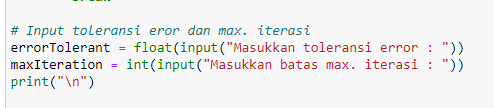 # Input toleransi eror dan max. iterasi
errorTolerant = float(input("Masukkan toleransi error : "))
maxIteration = int(input("Masukkan batas max. iterasi : "))
print("\n")